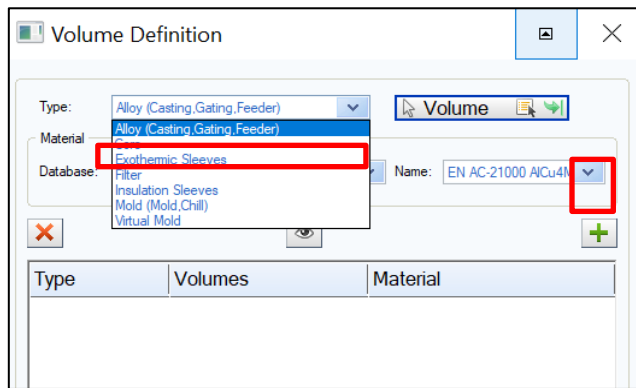 Volume Definition
Type: Alloy (Casting,Gating,Feeder) Volume
Alloy (Casting,Gating,Feeder)
Material
Core
Exothermic Sleeves
Database: Name: EN AC-21000 AlCu4M
Filter
Insulation Sleeves
Mold (Mold,Chill)
Virtual Mold
Type Volumes Material